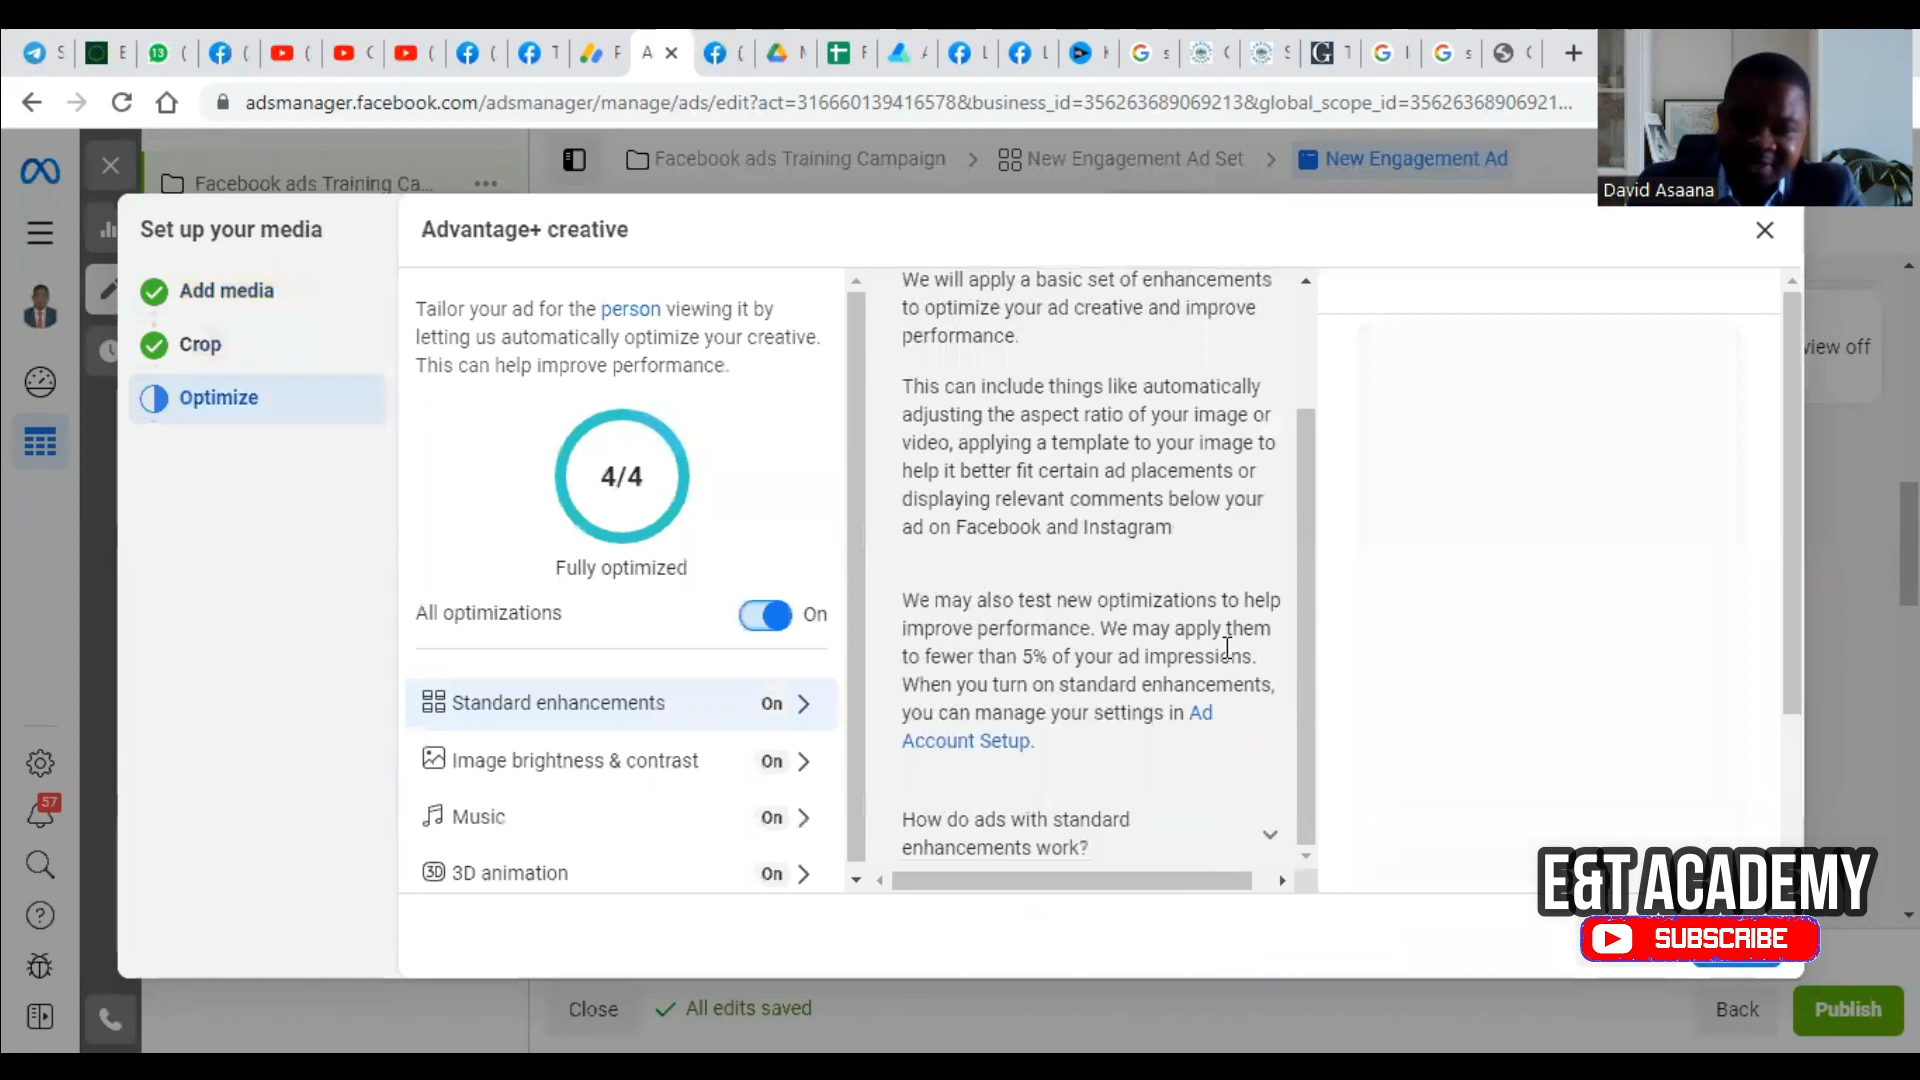 S
E
13
(
(
(
C
(
(
T
F
A
(
F
L
L
s
T
s
adsmanager.facebook.com/adsmanager/manage/ads/edit?act=316660139416578&business_id=356263689069213&global_scope_id=35626368906921...
David Asaana
Facebook ads Training Ca... ...
Facebook ads Training Campaign > New Engagement Ad Set > New Engagement Ad
Set up your media
Add media
Crop
Optimize
Advantage+ creative
Tailor your ad for the person viewing it by
letting us automatically optimize your creative.
This can help improve performance.
4/4
Fully optimized
All optimizations On
Standard enhancements On
Image brightness & contrast On
Music On
3D 3D animation On
We will apply a basic set of enhancements
to optimize your ad creative and improve
performance.
This can include things like automatically
adjusting the aspect ratio of your image or
video, applying a template to your image to
help it better fit certain ad placements or
displaying relevant comments below your
ad on Facebook and Instagram
We may also test new optimizations to help
improve performance. We may apply them
to fewer than 5% of your ad impressions.
When you turn on standard enhancements,
you can manage your settings in Ad
Account Setup.
How do ads with standard
enhancements work?
view off
57
E&T ACADEMY
SUBSCRIBE
Close
All edits saved
Back
Publish